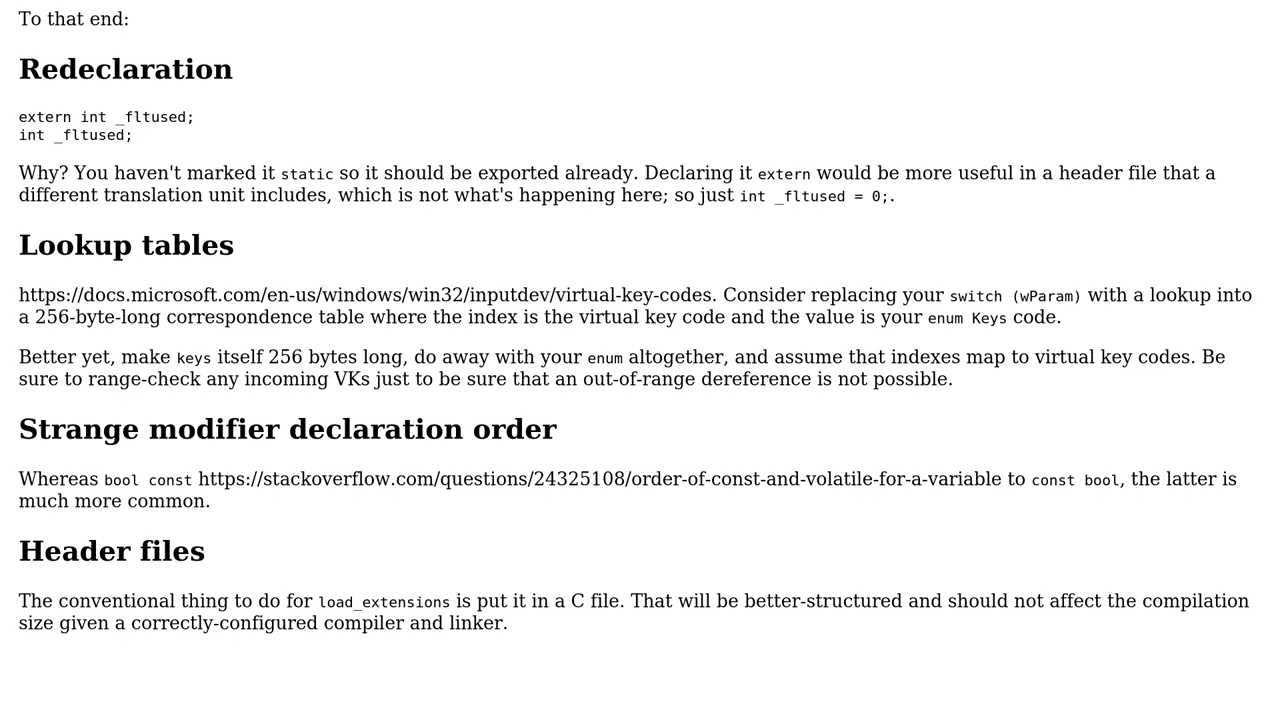 To that end:
Redeclaration
extern int _fltused;
int _fltused;
Why? You haven't marked it static so it should be exported already. Declaring it extern would be more useful in a header file that a
different translation unit includes, which is not what's happening here; so just int _fltused = 0;.
Lookup tables
https://docs.microsoft.com/en-us/windows/win32/inputdev/virtual-key-codes. Consider replacing your switch (wParam) with a lookup into
a 256-byte-long correspondence table where the index is the virtual key code and the value is your enum Keys code.
Better yet, make keys itself 256 bytes long, do away with your enum altogether, and assume that indexes map to virtual key codes. Be
sure to range-check any incoming VKs just to be sure that an out-of-range dereference is not possible.
Strange modifier declaration order
Whereas bool const https://stackoverflow.com/questions/24325108/order-of-const-and-volatile-for-a-variable to const bool, the latter is
much more common.
Header files
The conventional thing to do for load_extensions is put it in a C file. That will be better-structured and should not affect the compilation
size given a correctly-configured compiler and linker.